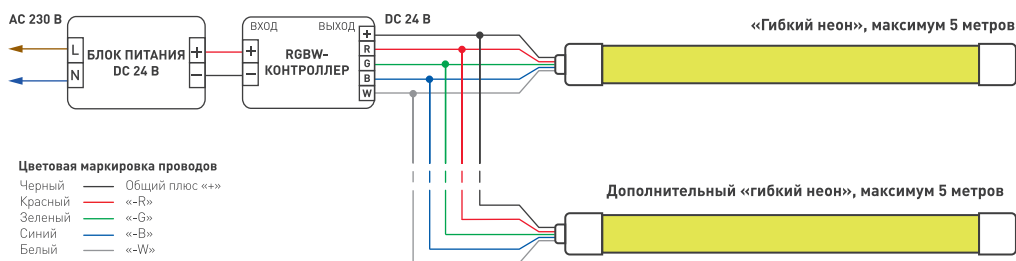 AC 230 В
DC 24 В
«Гибкий неон», максимум 5 метров
L
N
БЛОК ПИТАНИЯ
DC 24 В
+
−
ВХОД
ВЫХОД
+
−
RGBW-
КОНТРОЛЛЕР
+
R
G
B
W
Цветовая маркировка проводов
Черный Общий плюс «+»
Красный «-R»
Зеленый «-G»
Синий «-B»
Белый «-W»
Дополнительный «гибкий неон», максимум 5 метров